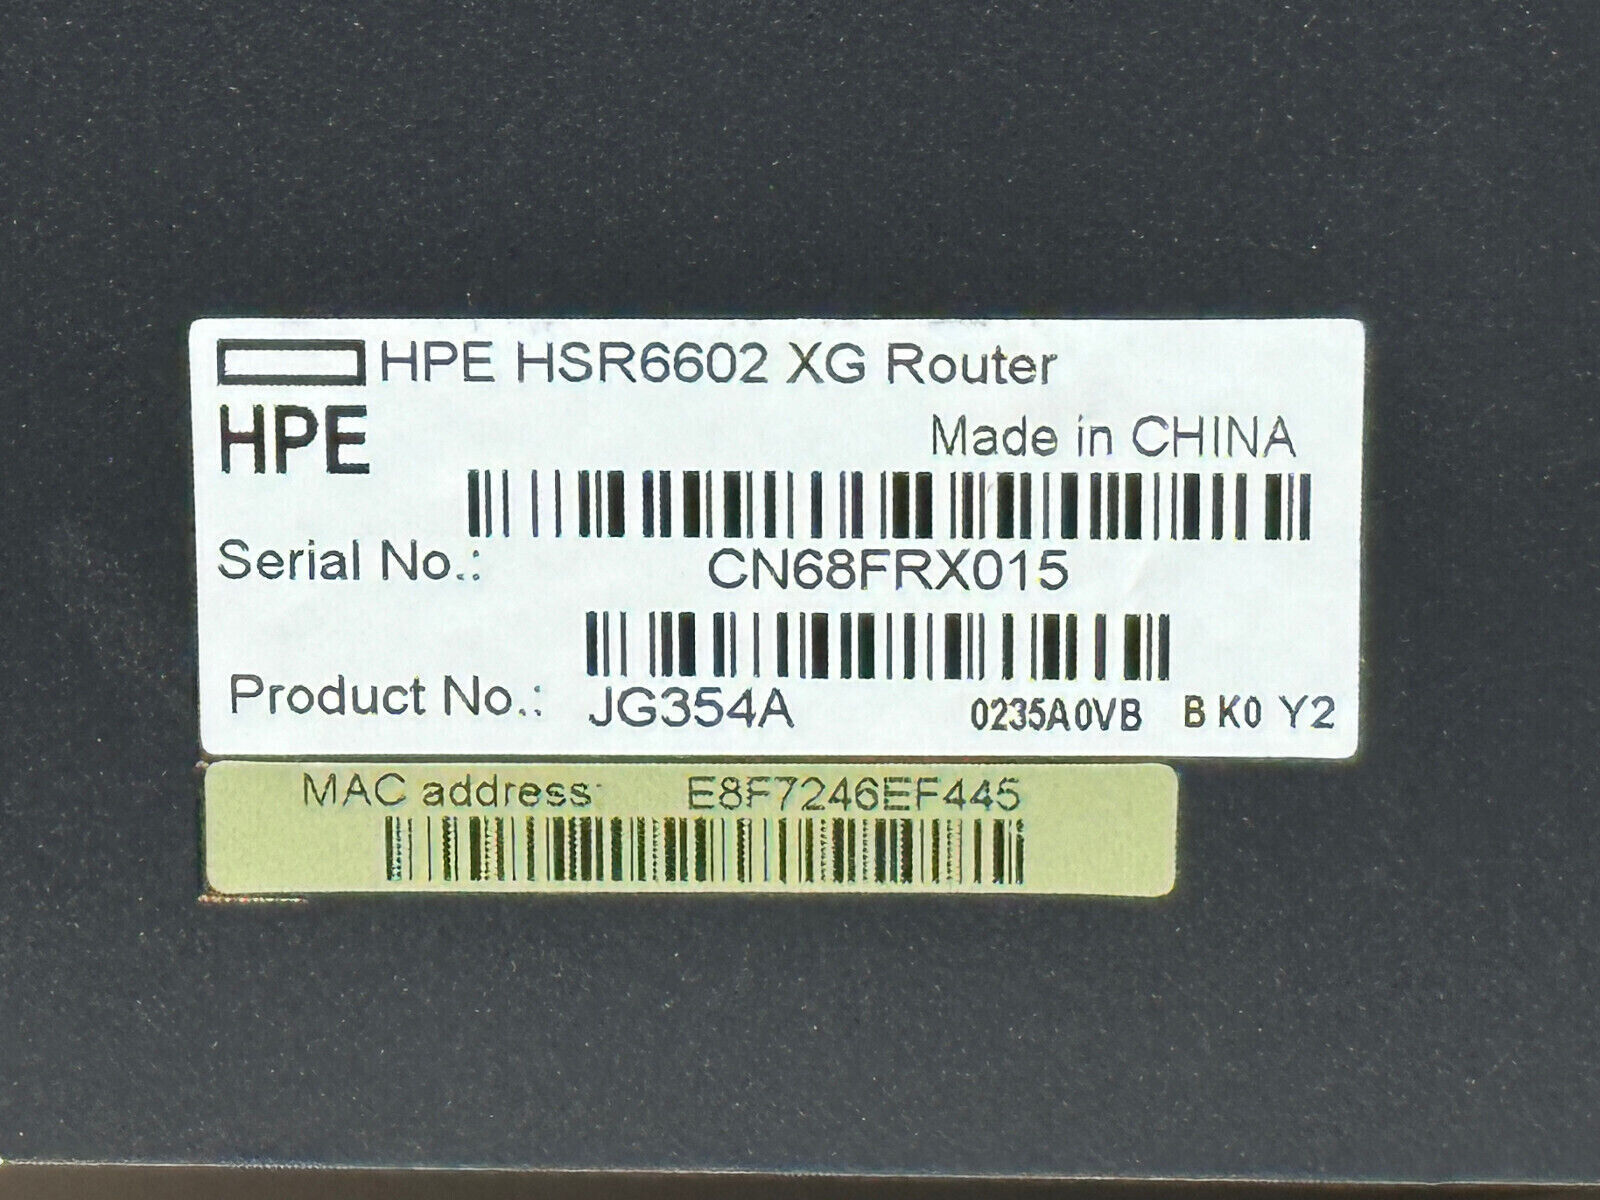 HPE HSR6602 XG Router
HPE
Made in CHINA
Serial No.: CN68FRX015
Product No.: JG354A 0235A0VB B K0 Y2
MAC address: E8F7246EF445